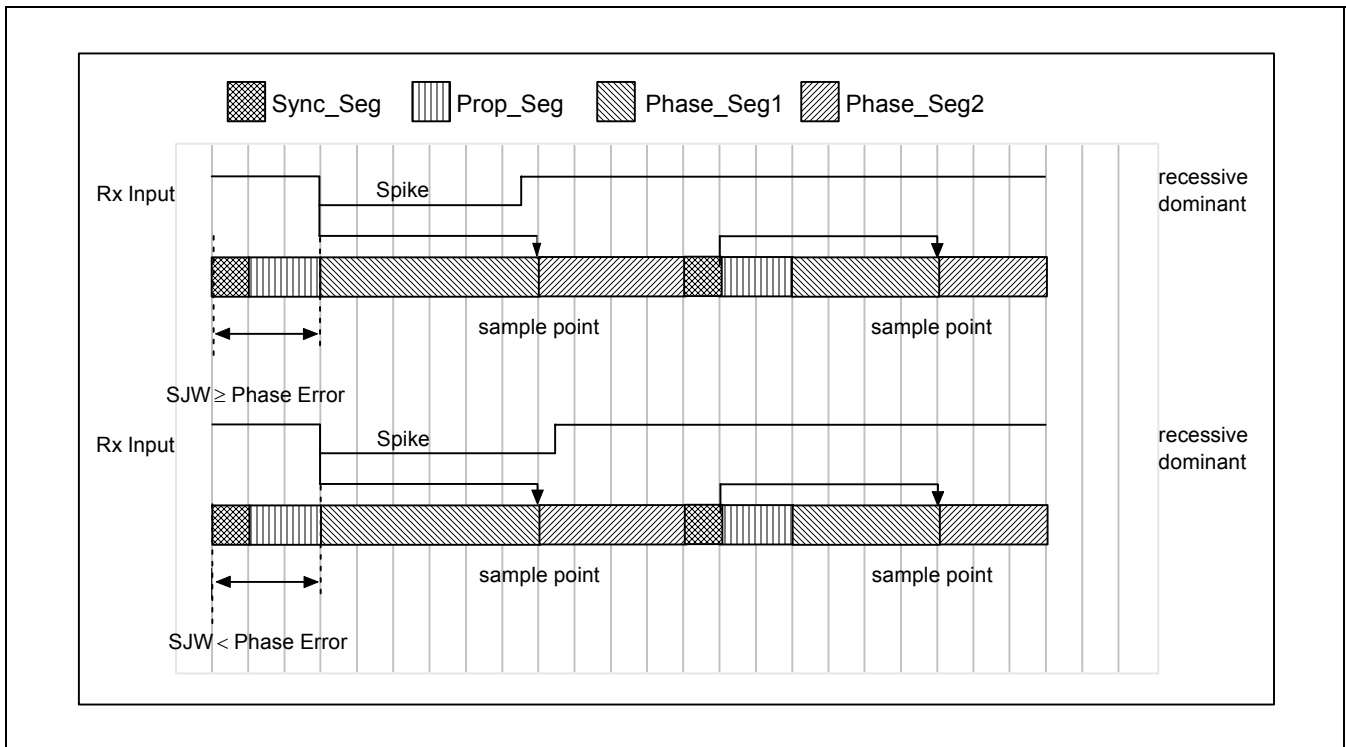 Sync_Seg Prop_Seg Phase_Seg1 Phase_Seg2
Rx Input
Spike
recessive
dominant
sample point
sample point
SJW ≥ Phase Error
Rx Input
Spike
recessive
dominant
sample point
sample point
SJW < Phase Error